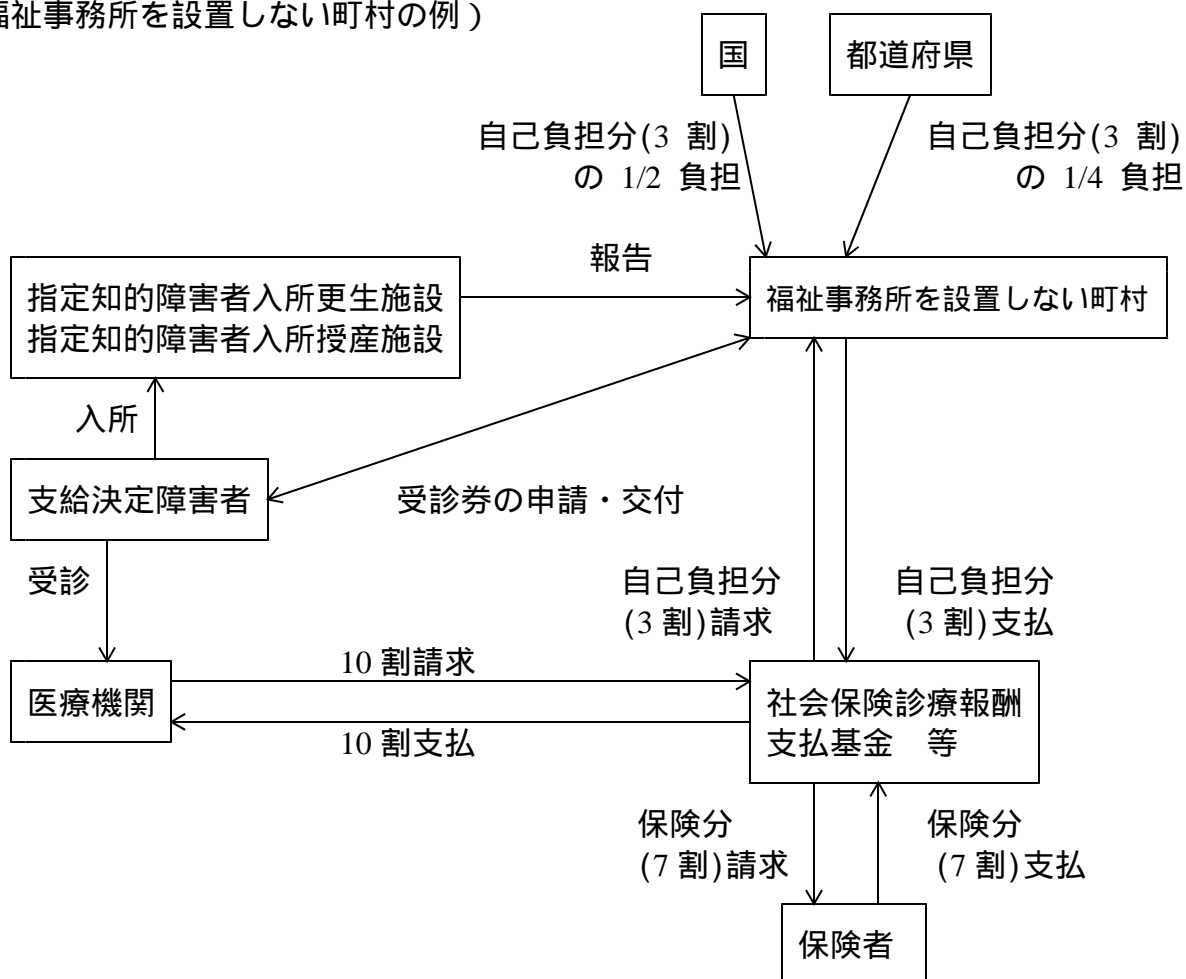 福祉事務所を設置しない町村の例）
国
都道府県
自己負担分(3 割)
の 1/2 負担
自己負担分(3 割)
の 1/4 負担
報告
指定知的障害者入所更生施設
指定知的障害者入所授産施設
福祉事務所を設置しない町村
入所
支給決定障害者
受診券の申請・交付
受診
自己負担分
(3 割)請求
自己負担分
(3 割)支払
10 割請求
医療機関
社会保険診療報酬
支払基金　等
10 割支払
保険分
(7 割)請求
保険分
(7 割)支払
保険者